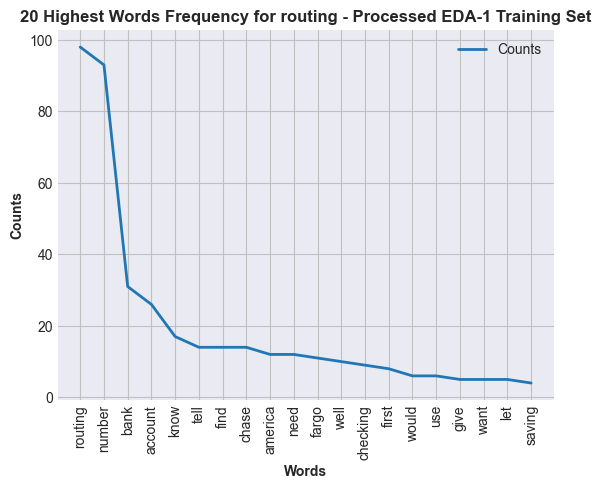 20 Highest Words Frequency for routing - Processed EDA-1 Training Set
Counts
100
80
60
40
20
0
Counts
routing
number
bank
account
know
tell
find
chase
america
need
fargo
well
checking
first
would
use
give
want
let
saving
Words